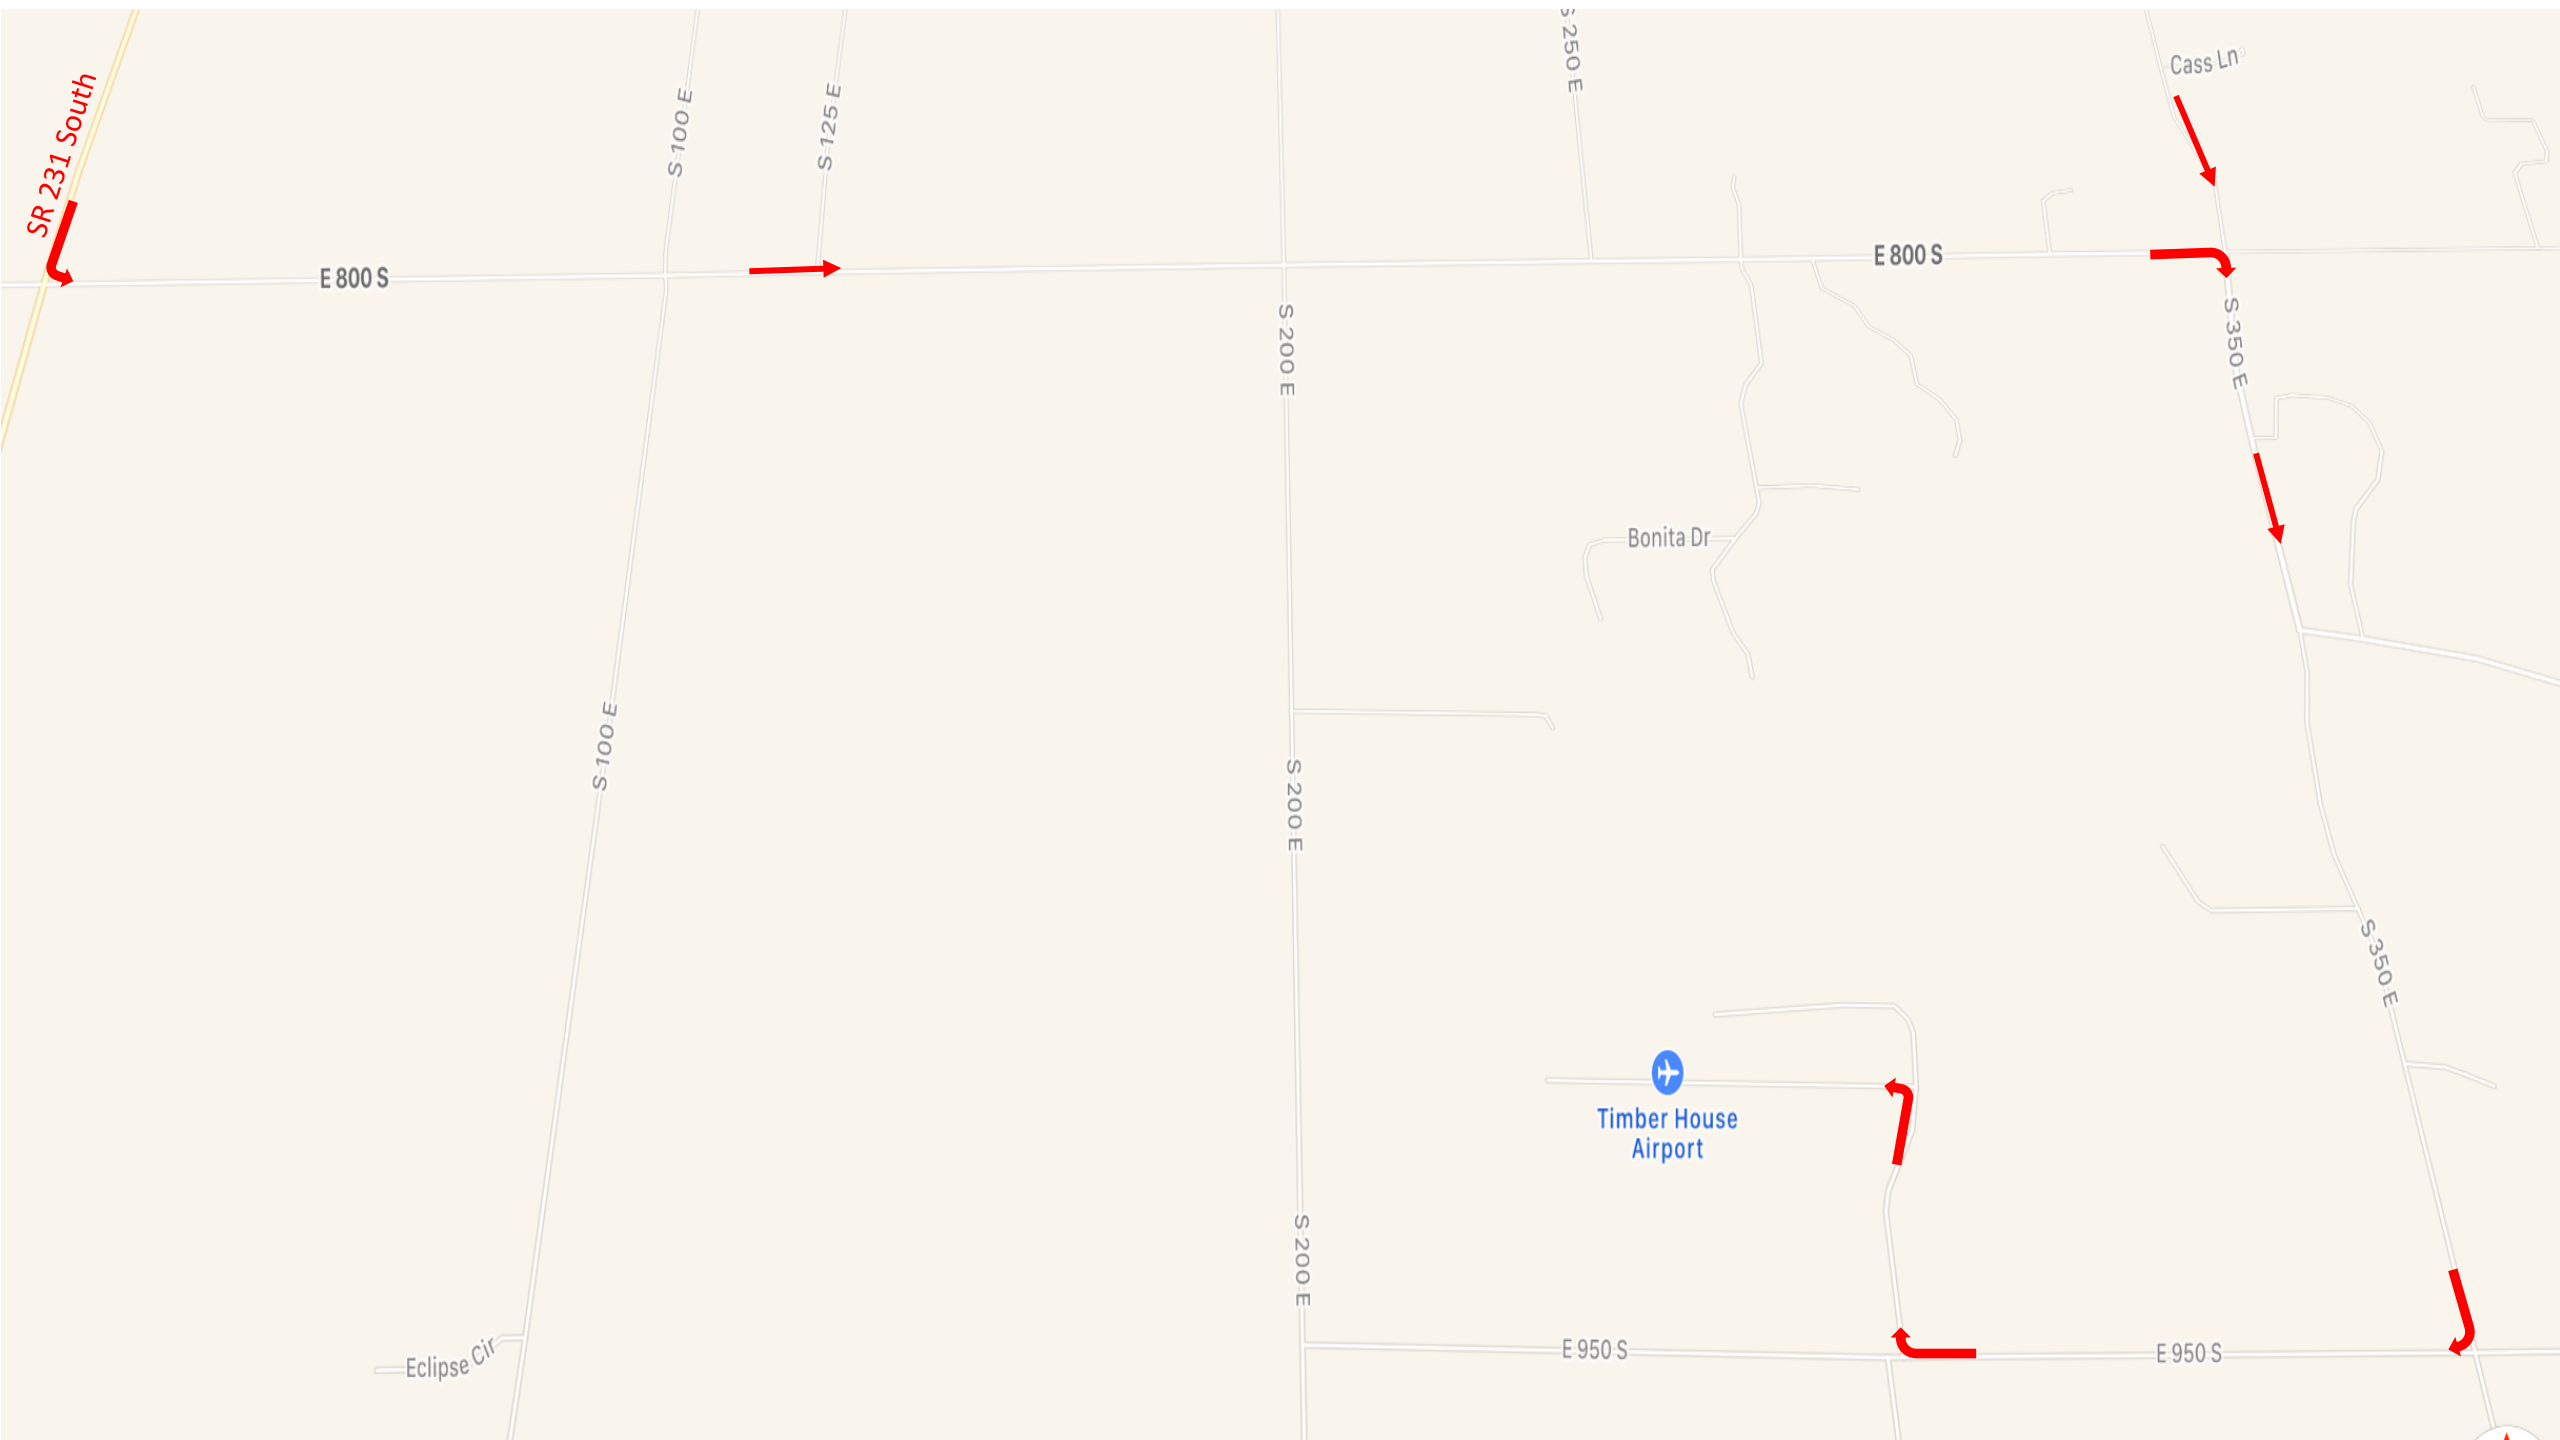 S 250 E
Cass Ln
SR 231 South
S 100 E
S 125 E
E 800 S
E 800 S
S 200 E
S 350 E
Bonita Dr
S 100 E
S 200 E
S 350 E
Timber House
Airport
S 200 E
Eclipse Cir
E 950 S
E 950 S